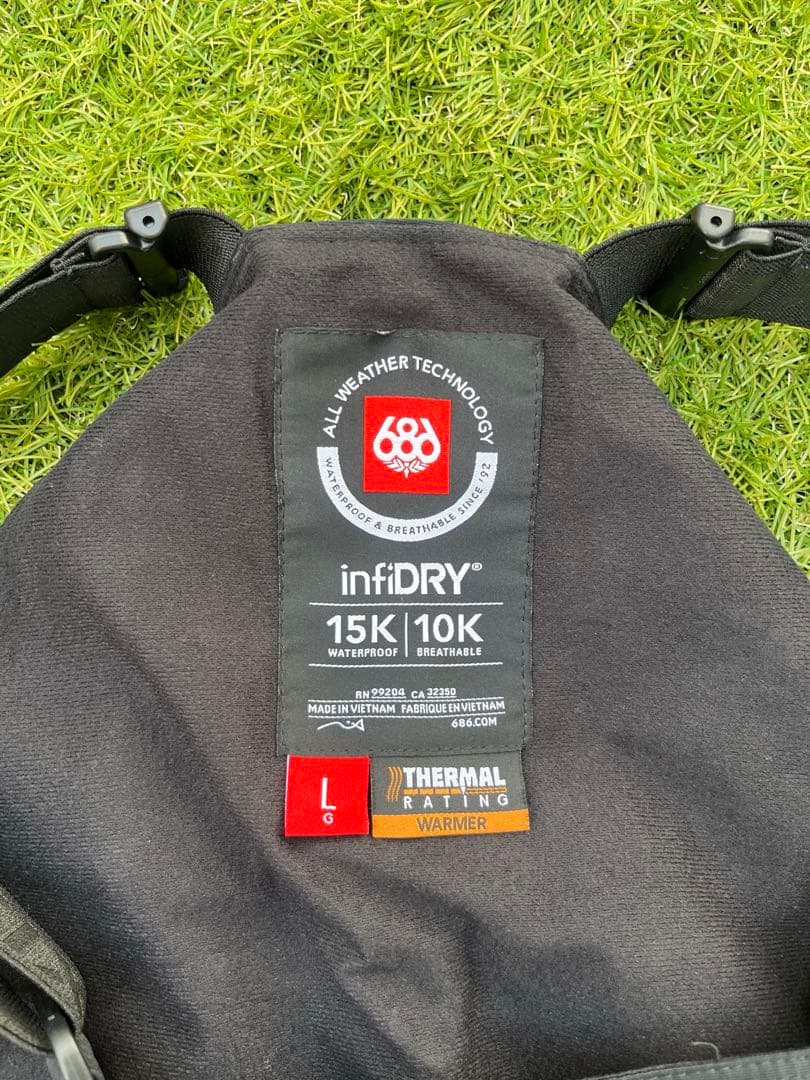 ALL WEATHER TECHNOLOGY
686
WATERPROOF & BREATHABLE SINCE '92
infiDRY®
15K | 10K
WATERPROOF BREATHABLE
RN 99204 CA 32350
MADE IN VIETNAM FABRIQUE EN VIETNAM
686.COM
L
G
THERMAL
RATING
WARMER